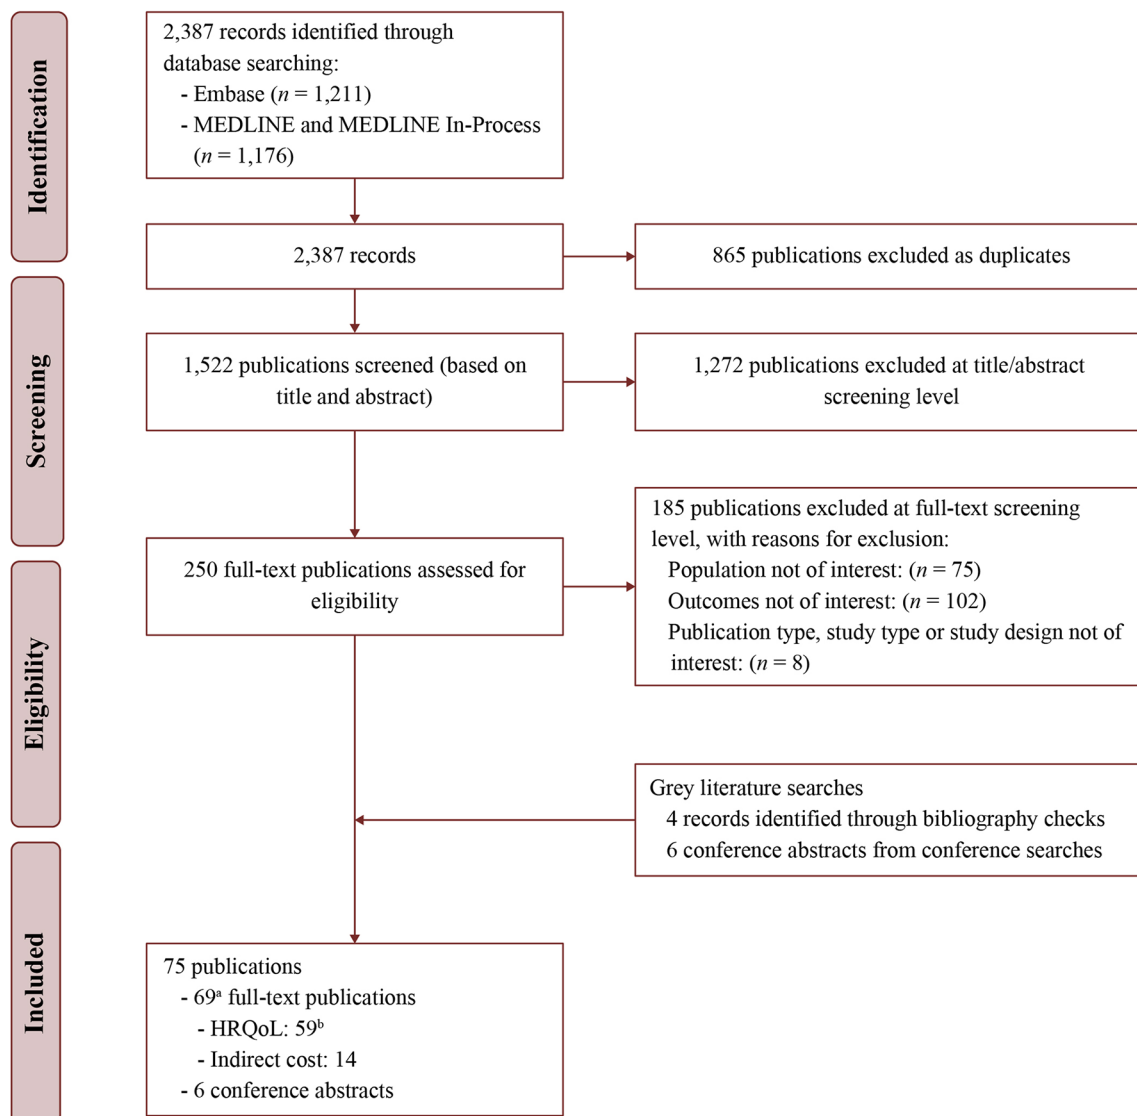 Identification
2,387 records identified through
database searching:
- Embase (n = 1,211)
- MEDLINE and MEDLINE In-Process
(n = 1,176)
2,387 records
865 publications excluded as duplicates
Screening
1,522 publications screened (based on
title and abstract)
1,272 publications excluded at title/abstract
screening level
250 full-text publications assessed for
eligibility
185 publications excluded at full-text screening
level, with reasons for exclusion:
Population not of interest: (n = 75)
Outcomes not of interest: (n = 102)
Publication type, study type or study design not of
interest: (n = 8)
Eligibility
Grey literature searches
4 records identified through bibliography checks
6 conference abstracts from conference searches
Included
75 publications
- 69ᵃ full-text publications
- HRQoL: 59ᵇ
- Indirect cost: 14
- 6 conference abstracts